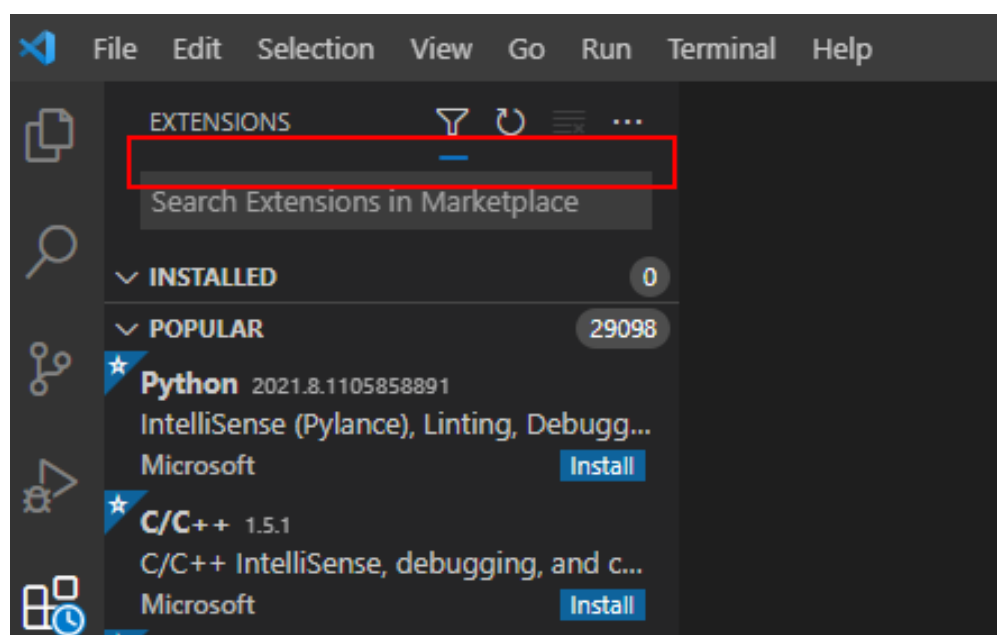 File Edit Selection View Go Run Terminal Help
EXTENSIONS
Search Extensions in Marketplace
INSTALLED 0
POPULAR 29098
Python 2021.8.1105858891
IntelliSense (Pylance), Linting, Debugg...
Microsoft Install
C/C++ 1.5.1
C/C++ IntelliSense, debugging, and c...
Microsoft Install